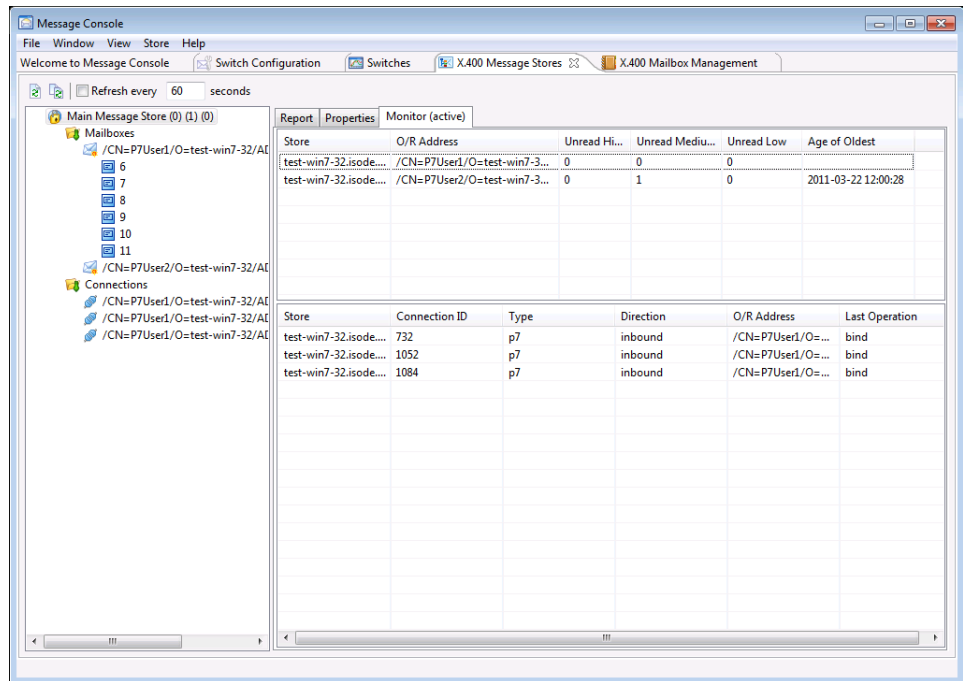 Message Console
File Window View Store Help
Welcome to Message Console Switch Configuration Switches X.400 Message Stores X.400 Mailbox Management
Refresh every 60 seconds
Main Message Store (0) (1) (0)
Mailboxes
/CN=P7User1/O=test-win7-32/AD
6
7
8
9
10
11
/CN=P7User2/O=test-win7-32/AD
Connections
/CN=P7User1/O=test-win7-32/AD
/CN=P7User1/O=test-win7-32/AD
/CN=P7User1/O=test-win7-32/AD
Report Properties Monitor (active)
Store O/R Address Unread Hi... Unread Mediu... Unread Low Age of Oldest
test-win7-32.isode.... /CN=P7User1/O=test-win7-3... 0 0 0
test-win7-32.isode.... /CN=P7User2/O=test-win7-3... 0 1 0 2011-03-22 12:00:28
Store Connection ID Type Direction O/R Address Last Operation
test-win7-32.isode.... 732 p7 inbound /CN=P7User1/O=... bind
test-win7-32.isode.... 1052 p7 inbound /CN=P7User1/O=... bind
test-win7-32.isode.... 1084 p7 inbound /CN=P7User1/O=... bind